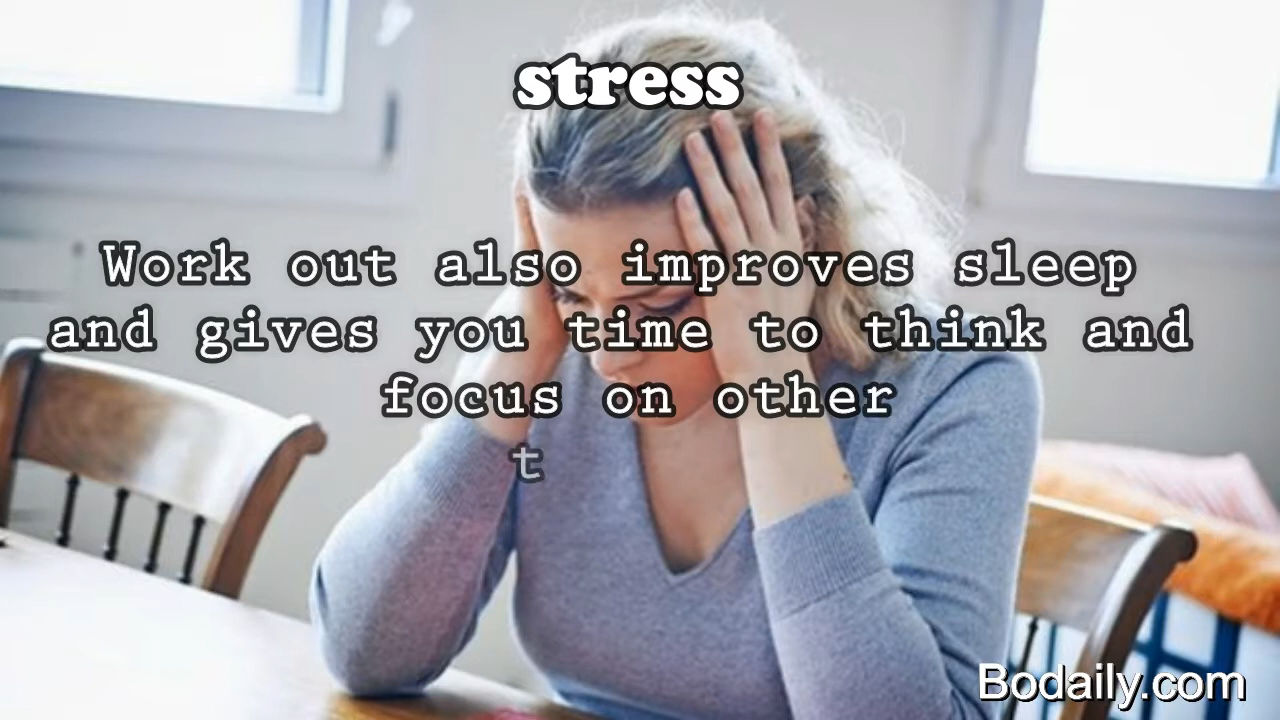 stress
Work out also improves sleep
and gives you time to think and
focus on other
t
Bodaily.com